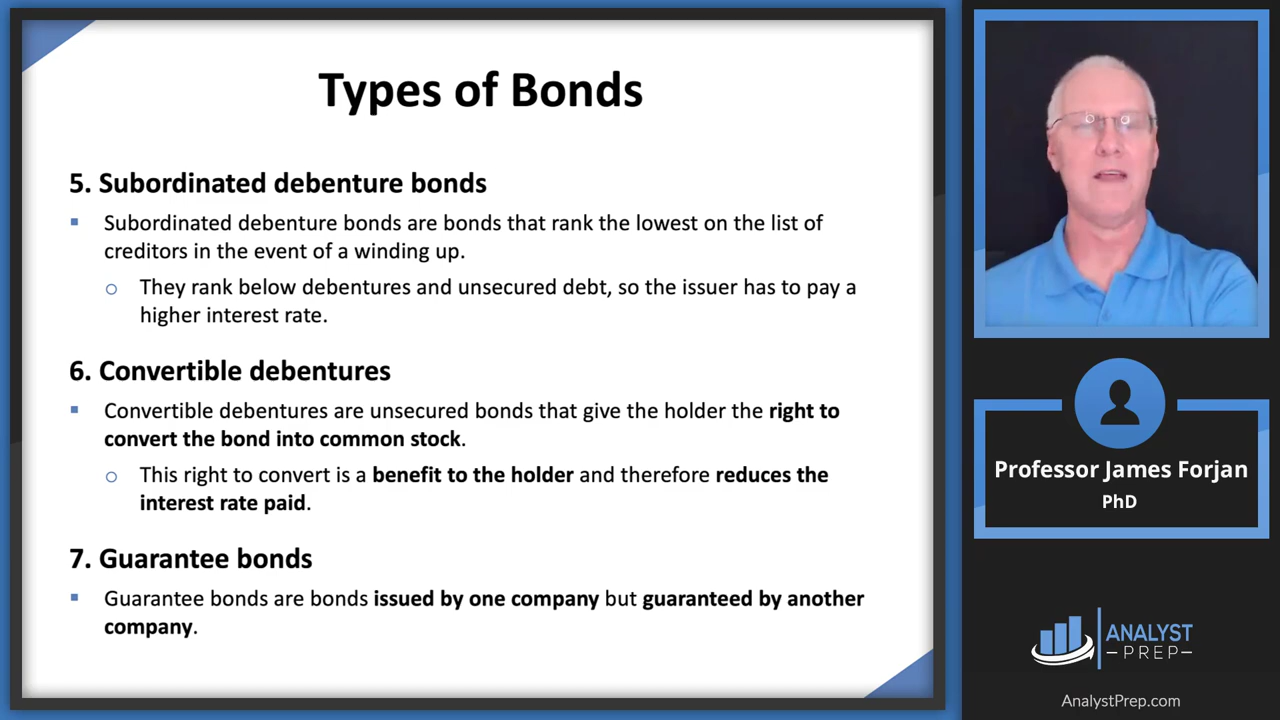 Types of Bonds
5. Subordinated debenture bonds
Subordinated debenture bonds are bonds that rank the lowest on the list of
creditors in the event of a winding up.
They rank below debentures and unsecured debt, so the issuer has to pay a
higher interest rate.
6. Convertible debentures
Convertible debentures are unsecured bonds that give the holder the right to
convert the bond into common stock.
This right to convert is a benefit to the holder and therefore reduces the
interest rate paid.
7. Guarantee bonds
Guarantee bonds are bonds issued by one company but guaranteed by another
company.
Professor James Forjan
PhD
ANALYST
PREP
AnalystPrep.com